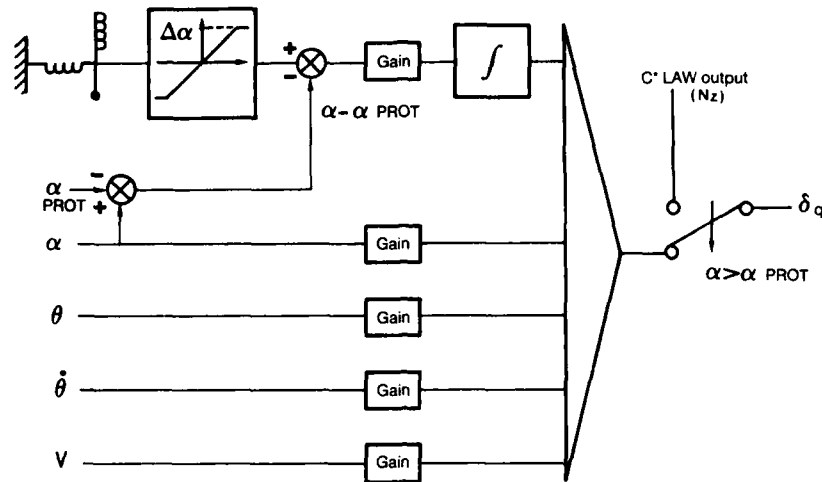 Δα
+
−
Gain
∫
C* LAW output
(Nz)
α − α PROT
−
α
PROT
+
δq
α
Gain
α > α PROT
θ
Gain
θ̇
Gain
V
Gain